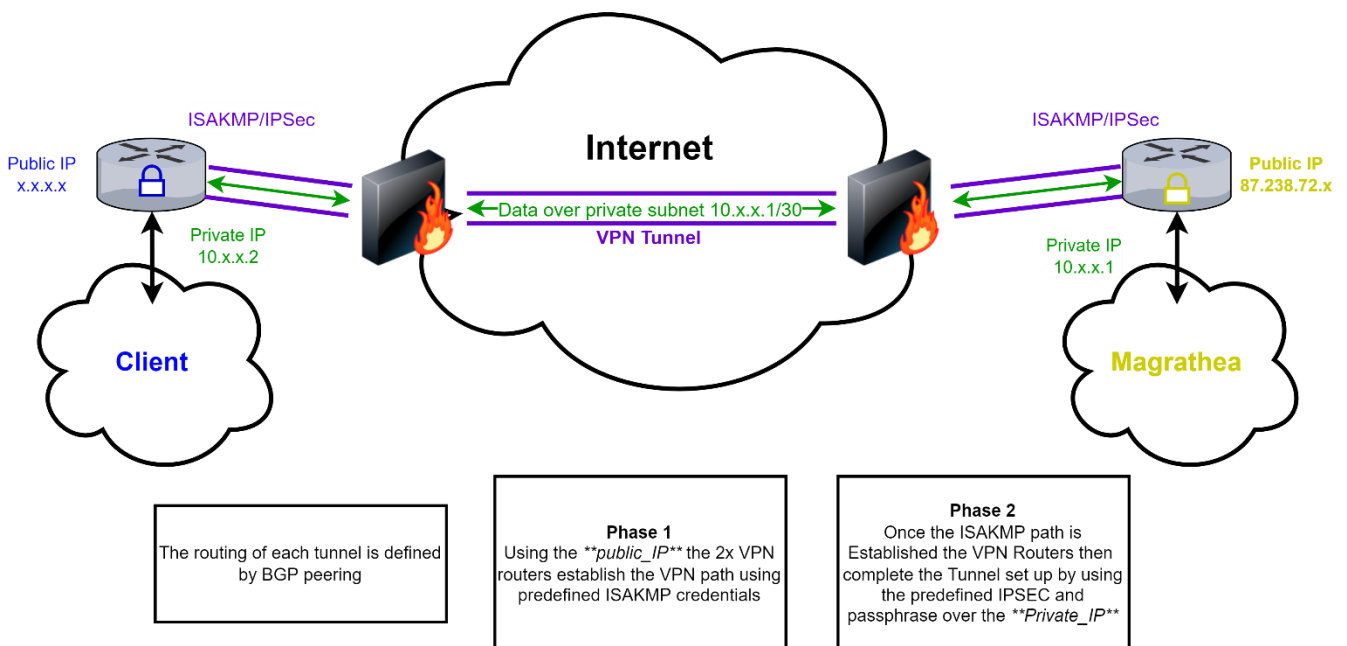 Internet
ISAKMP/IPSec
ISAKMP/IPSec
Public IP
x.x.x.x
Public IP
87.238.72.x
Data over private subnet 10.x.x.1/30
VPN Tunnel
Private IP
10.x.x.2
Private IP
10.x.x.1
Client
Magrathea
The routing of each tunnel is defined
by BGP peering
Phase 1
Using the **public_IP** the 2x VPN
routers establish the VPN path using
predefined ISAKMP credentials
Phase 2
Once the ISAKMP path is
Established the VPN Routers then
complete the Tunnel set up by using
the predefined IPSEC and
passphrase over the **Private_IP**